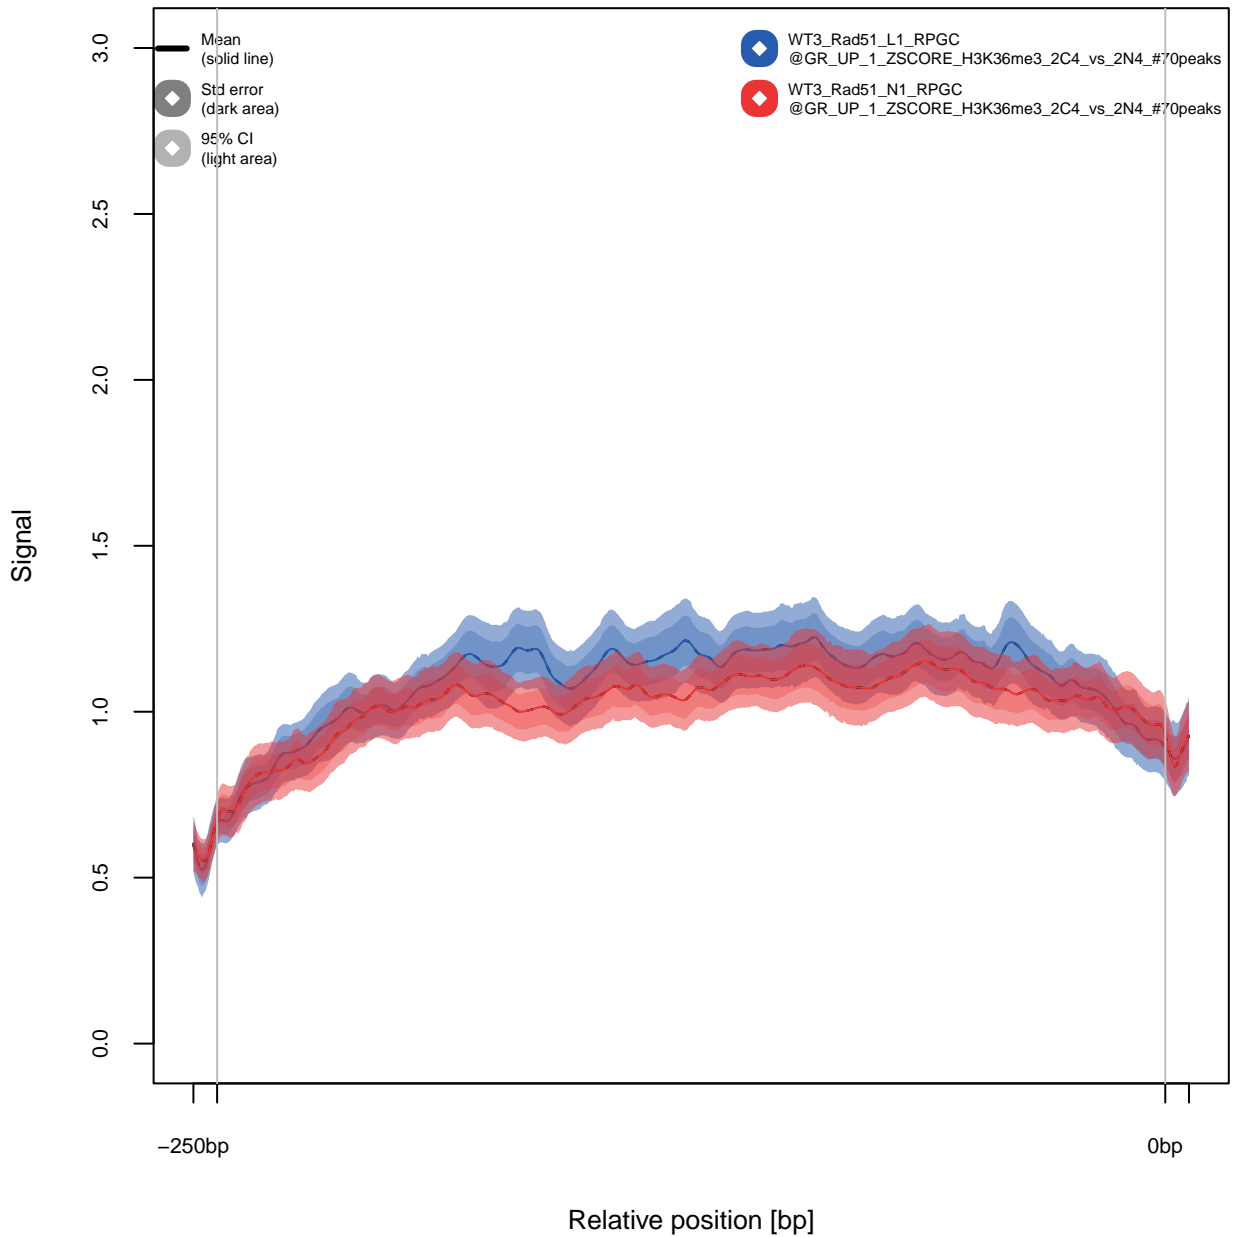 Mean
(solid line)
Std error
(dark area)
95% CI
(light area)
WT3_Rad51_L1_RPGC
@GR_UP_1_ZSCORE_H3K36me3_2C4_vs_2N4_#70peaks
WT3_Rad51_N1_RPGC
@GR_UP_1_ZSCORE_H3K36me3_2C4_vs_2N4_#70peaks
3.0
2.5
2.0
1.5
1.0
0.5
0.0
Signal
−250bp
0bp
Relative position [bp]